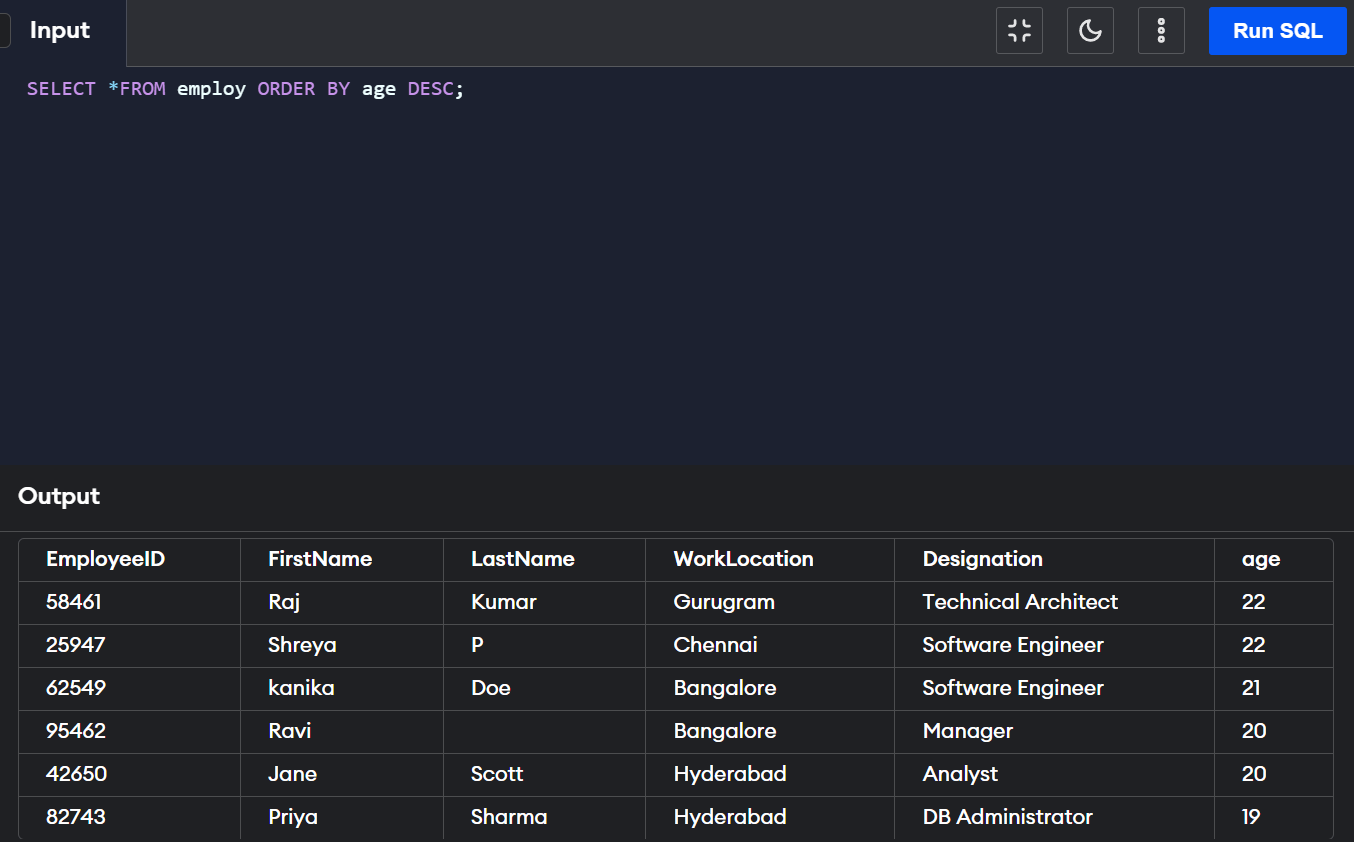 Input Run SQL
SELECT *FROM employ ORDER BY age DESC;
Output
EmployeeID FirstName LastName WorkLocation Designation age
58461 Raj Kumar Gurugram Technical Architect 22
25947 Shreya P Chennai Software Engineer 22
62549 kanika Doe Bangalore Software Engineer 21
95462 Ravi Bangalore Manager 20
42650 Jane Scott Hyderabad Analyst 20
82743 Priya Sharma Hyderabad DB Administrator 19